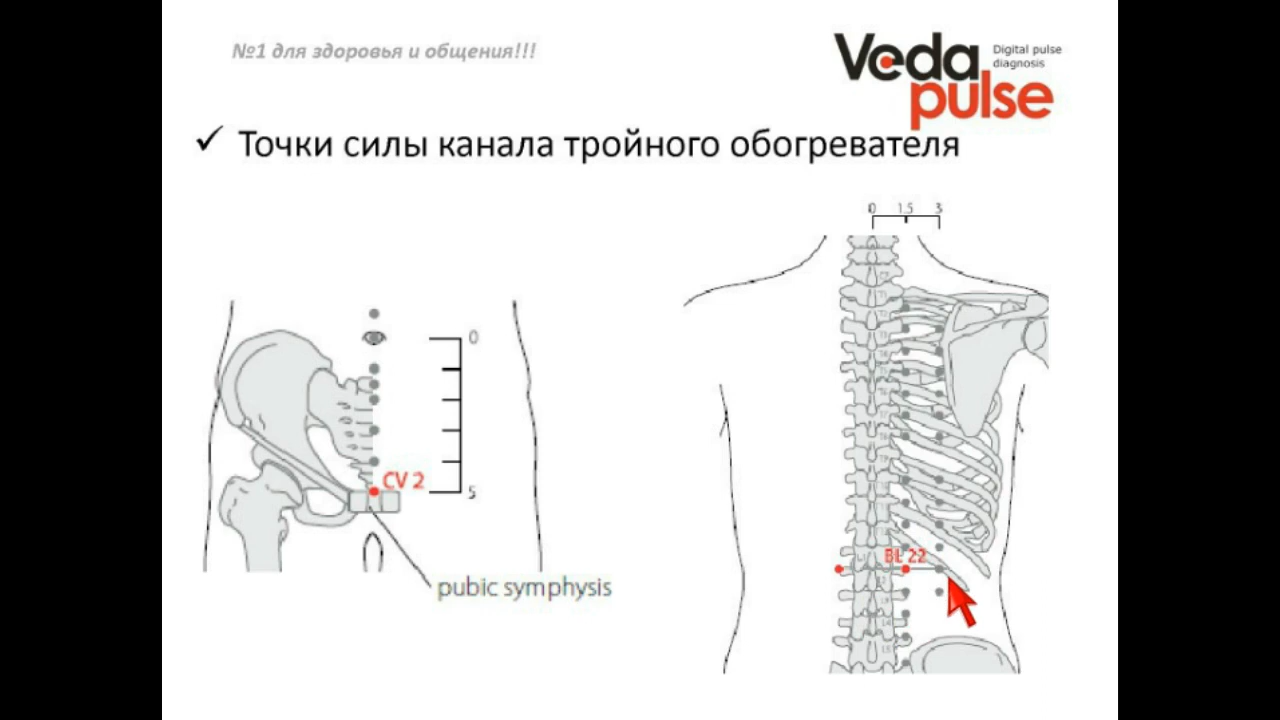 №1 для здоровья и общения!!!
Veda
pulse
Digital pulse
diagnosis
✓ Точки силы канала тройного обогревателя
0 1.5 3
0
CV 2
5
pubic symphysis
BL 22